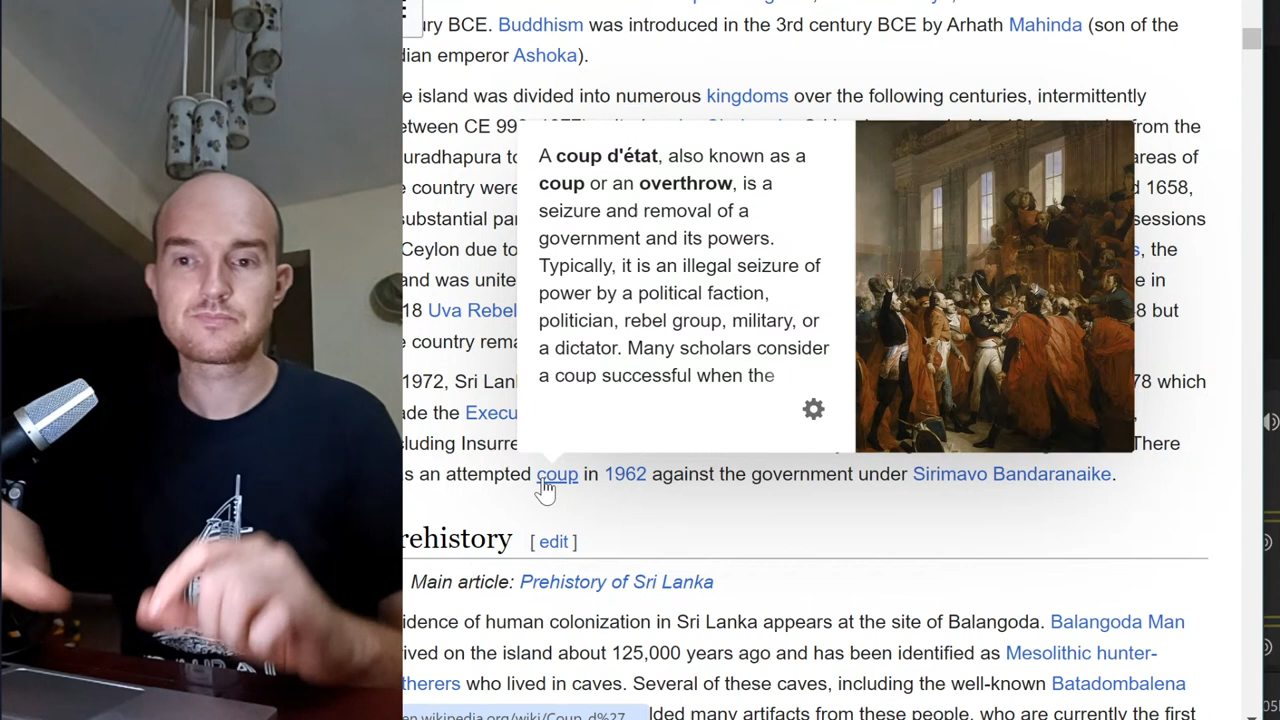 ury BCE. Buddhism was introduced in the 3rd century BCE by Arhath Mahinda (son of the
dian emperor Ashoka).
e island was divided into numerous kingdoms over the following centuries, intermittently
etween CE 99 from the
uradhapura to areas of
e country were d 1658,
substantial par sessions
Ceylon due to s, the
and was unite e in
18 Uva Rebel 8 but
e country rema
1972, Sri Lan 78 which
ade the Execu
cluding Insurre There
s an attempted coup in 1962 against the government under Sirimavo Bandaranaike.
A coup d'état, also known as a
coup or an overthrow, is a
seizure and removal of a
government and its powers.
Typically, it is an illegal seizure of
power by a political faction,
politician, rebel group, military, or
a dictator. Many scholars consider
a coup successful when the
rehistory [ edit ]
Main article: Prehistory of Sri Lanka
idence of human colonization in Sri Lanka appears at the site of Balangoda. Balangoda Man
ived on the island about 125,000 years ago and has been identified as Mesolithic hunter-
therers who lived in caves. Several of these caves, including the well-known Batadombalena
lded many artifacts from these people, who are currently the first
en.wikipedia.org/wiki/Coup_d%27